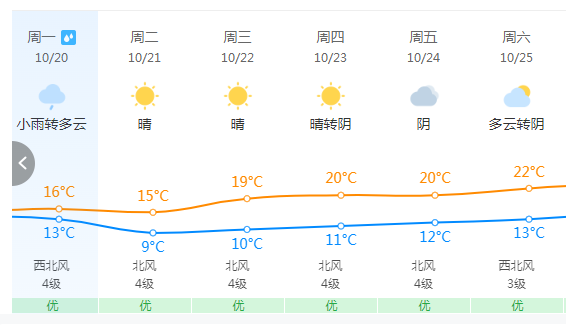 周一 周二 周三 周四 周五 周六
10/20 10/21 10/22 10/23 10/24 10/25
小雨转多云 晴 晴 晴转阴 阴 多云转阴
16°C 15°C 19°C 20°C 20°C 22°C
13°C 9°C 10°C 11°C 12°C 13°C
西北风 北风 北风 北风 北风 西北风
4级 4级 4级 4级 4级 3级
优 优 优 优 优 优